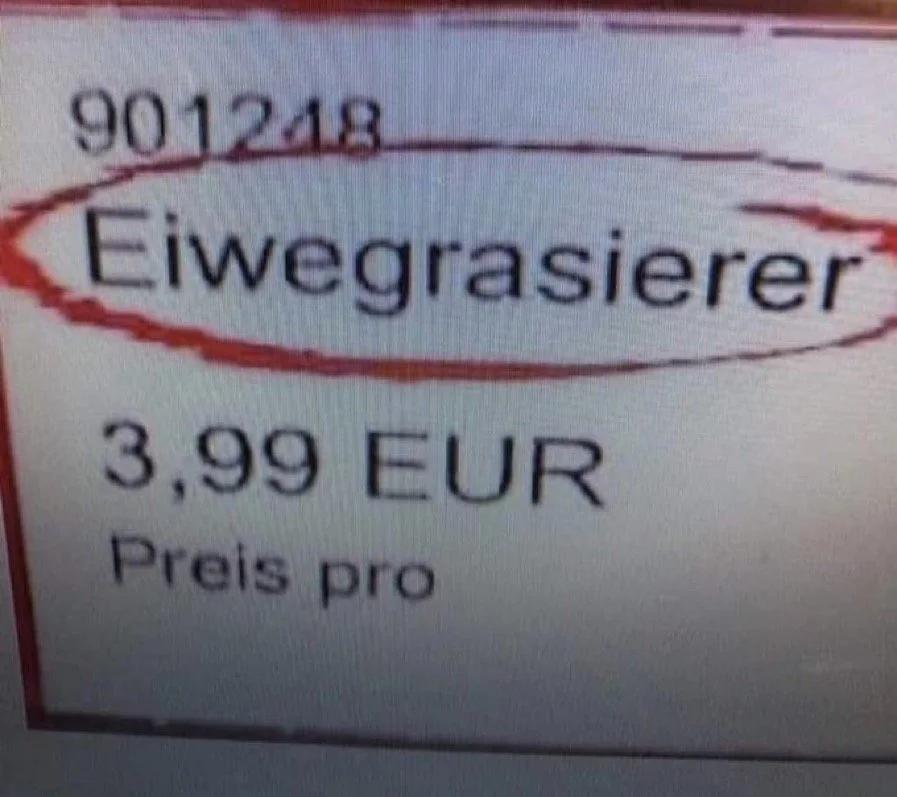 901248
Eiwegrasierer
3,99 EUR
Preis pro